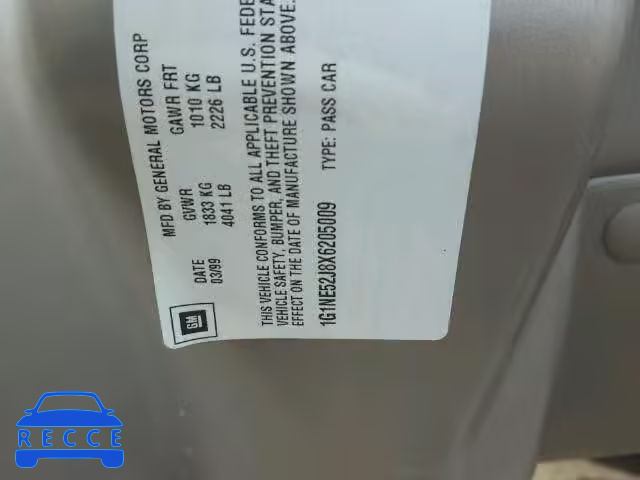 MFD BY GENERAL MOTORS CORP
DATE GVWR GAWR FRT
03/99 1833 KG 1010 KG
4041 LB 2226 LB
GM
THIS VEHICLE CONFORMS TO ALL APPLICABLE U.S. FEDE
VEHICLE SAFETY, BUMPER, AND THEFT PREVENTION STA
EFFECT ON THE DATE OF MANUFACTURE SHOWN ABOVE.
1G1NE52J8X6205009 TYPE: PASS CAR
RECCE